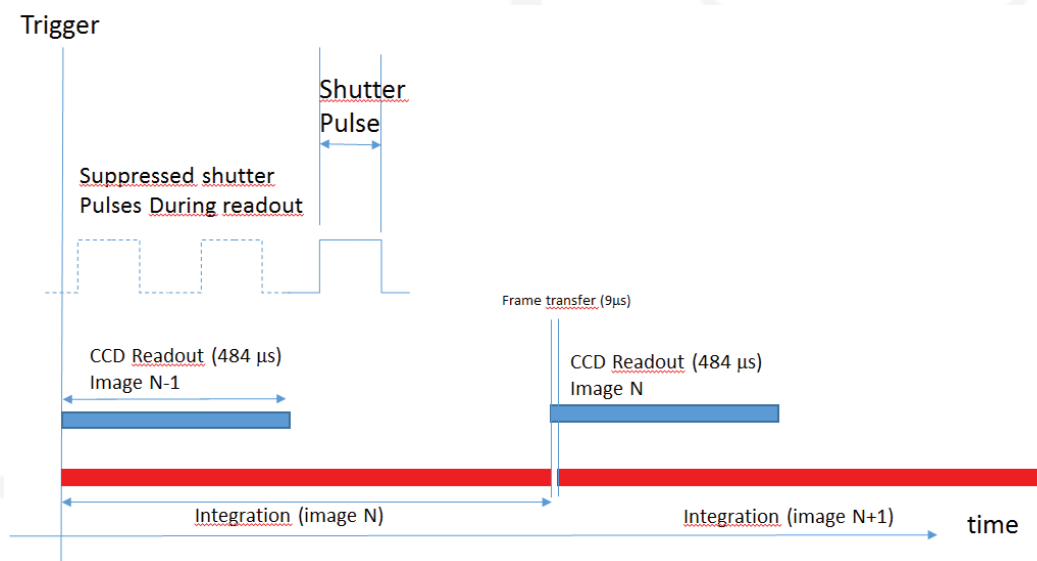 Trigger
Shutter
Pulse
Suppressed shutter
Pulses During readout
Frame transfer (9µs)
CCD Readout (484 µs)
Image N-1
CCD Readout (484 µs)
Image N
Integration (image N)
Integration (image N+1)
time